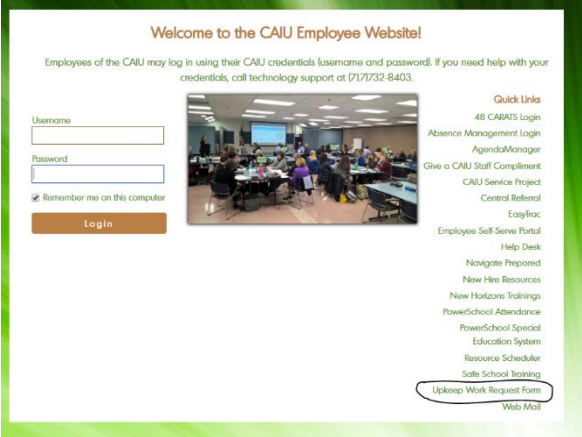 Welcome to the CAIU Employee Website!
Employees of the CAIU may log in using their CAIU credentials (username and password). If you need help with your
credentials, call technology support at (717)732-8403.
Username
Password
Remember me on this computer
Login
Quick Links
4B CARATS Login
Absence Management Login
AgendaManager
Give a CAIU Staff Compliment
CAIU Service Project
Central Referral
EasyTrac
Employee Self-Serve Portal
Help Desk
Navigate Prepared
New Hire Resources
New Horizons Trainings
PowerSchool Attendance
PowerSchool Special
Education System
Resource Scheduler
Safe School Training
Upkeep Work Request Form
Web Mail